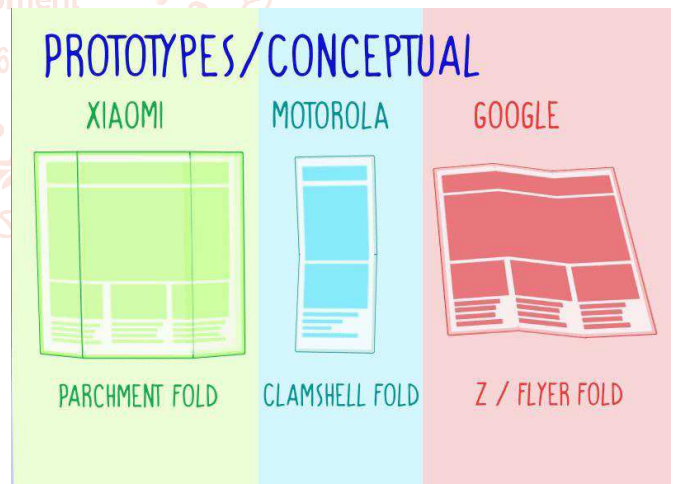 PROTOTYPES/CONCEPTUAL
XIAOMI
MOTOROLA
GOOGLE
PARCHMENT FOLD
CLAMSHELL FOLD
Z / FLYER FOLD